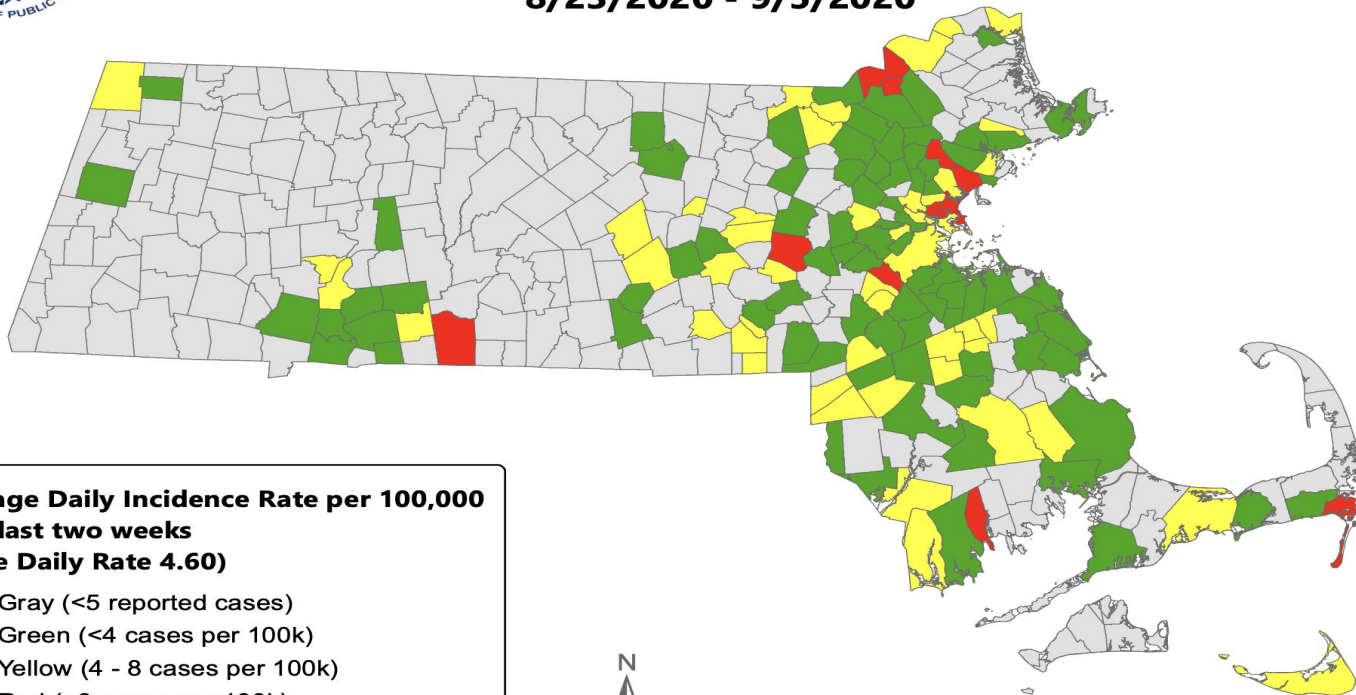 F PUBLIC
8/23/2020 - 9/5/2020
age Daily Incidence Rate per 100,000
last two weeks
e Daily Rate 4.60)
Gray (<5 reported cases)
Green (<4 cases per 100k)
Yellow (4 - 8 cases per 100k)
N